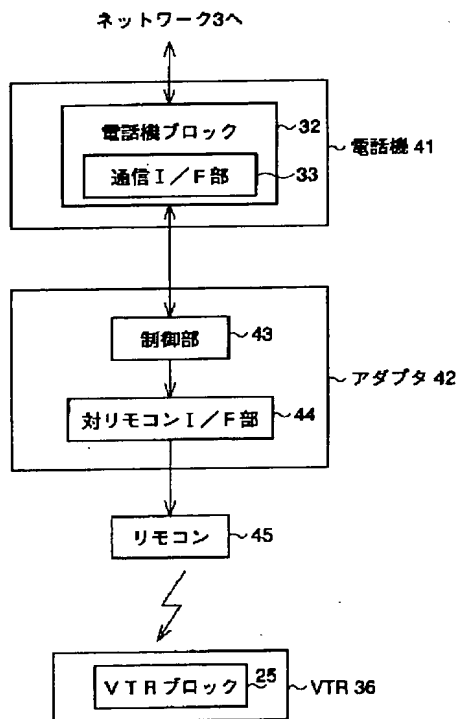 ネットワーク3へ
電話機ブロック
32
通信I/F部
33
電話機 41
制御部
43
アダプタ 42
対リモコンI/F部
44
リモコン
45
VTRブロック
25
VTR 36